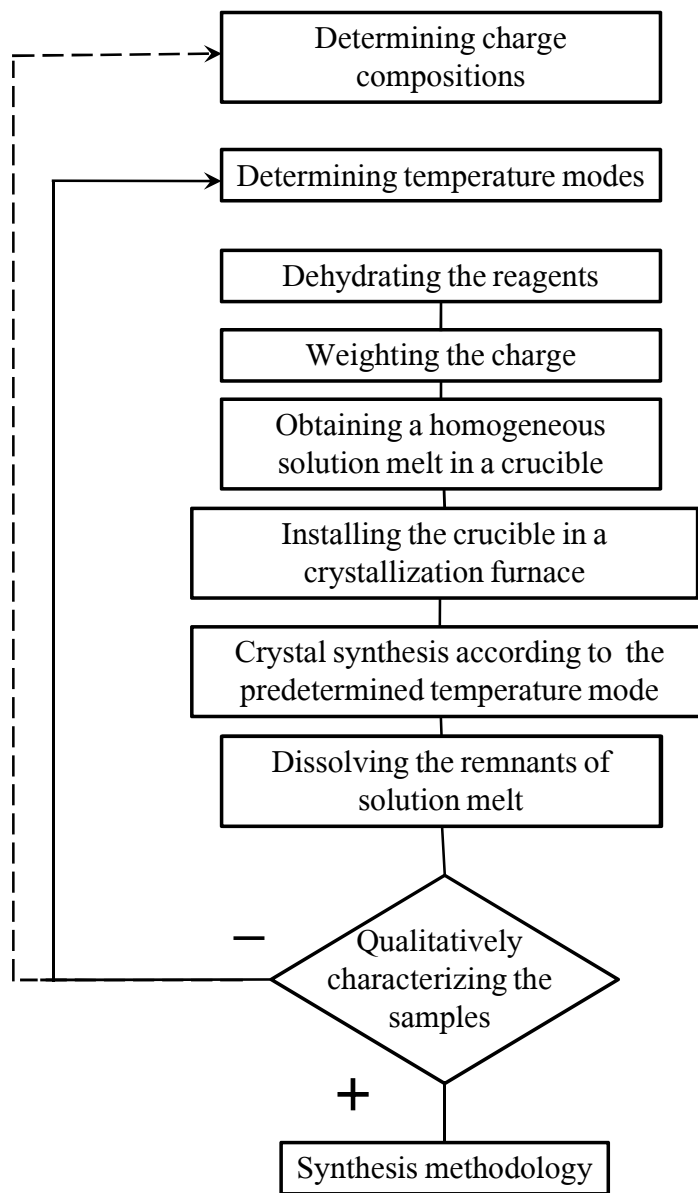 Determining charge
compositions
Determining temperature modes
Dehydrating the reagents
Weighting the charge
Obtaining a homogeneous
solution melt in a crucible
Installing the crucible in a
crystallization furnace
Crystal synthesis according to the
predetermined temperature mode
Dissolving the remnants of
solution melt
−
Qualitatively
characterizing the
samples
+
Synthesis methodology